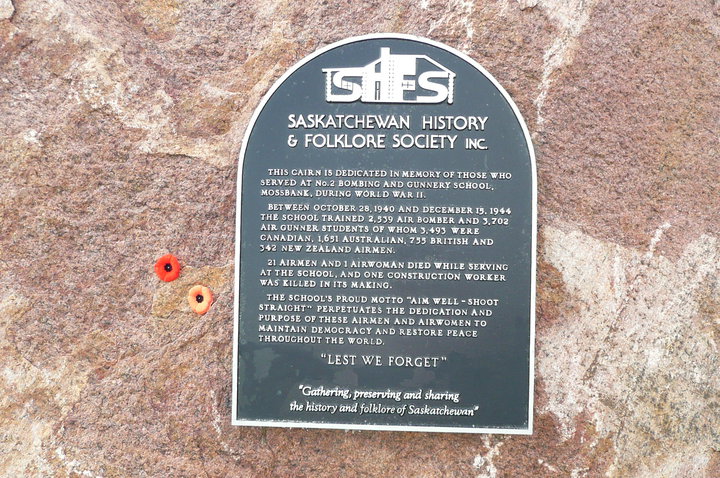 SHFS
SASKATCHEWAN HISTORY
& FOLKLORE SOCIETY INC.
THIS CAIRN IS DEDICATED IN MEMORY OF THOSE WHO
SERVED AT No.2 BOMBING AND GUNNERY SCHOOL,
MOSSBANK, DURING WORLD WAR II.
BETWEEN OCTOBER 28, 1940 AND DECEMBER 15, 1944
THE SCHOOL TRAINED 2,539 AIR BOMBER AND 3,702
AIR GUNNER STUDENTS OF WHOM 3,493 WERE
CANADIAN, 1,651 AUSTRALIAN, 755 BRITISH AND
342 NEW ZEALAND AIRMEN.
21 AIRMEN AND 1 AIRWOMAN DIED WHILE SERVING
AT THE SCHOOL, AND ONE CONSTRUCTION WORKER
WAS KILLED IN ITS MAKING.
THE SCHOOL'S PROUD MOTTO "AIM WELL - SHOOT
STRAIGHT" PERPETUATES THE DEDICATION AND
PURPOSE OF THESE AIRMEN AND AIRWOMEN TO
MAINTAIN DEMOCRACY AND RESTORE PEACE
THROUGHOUT THE WORLD.
"LEST WE FORGET"
"Gathering, preserving and sharing
the history and folklore of Saskatchewan"